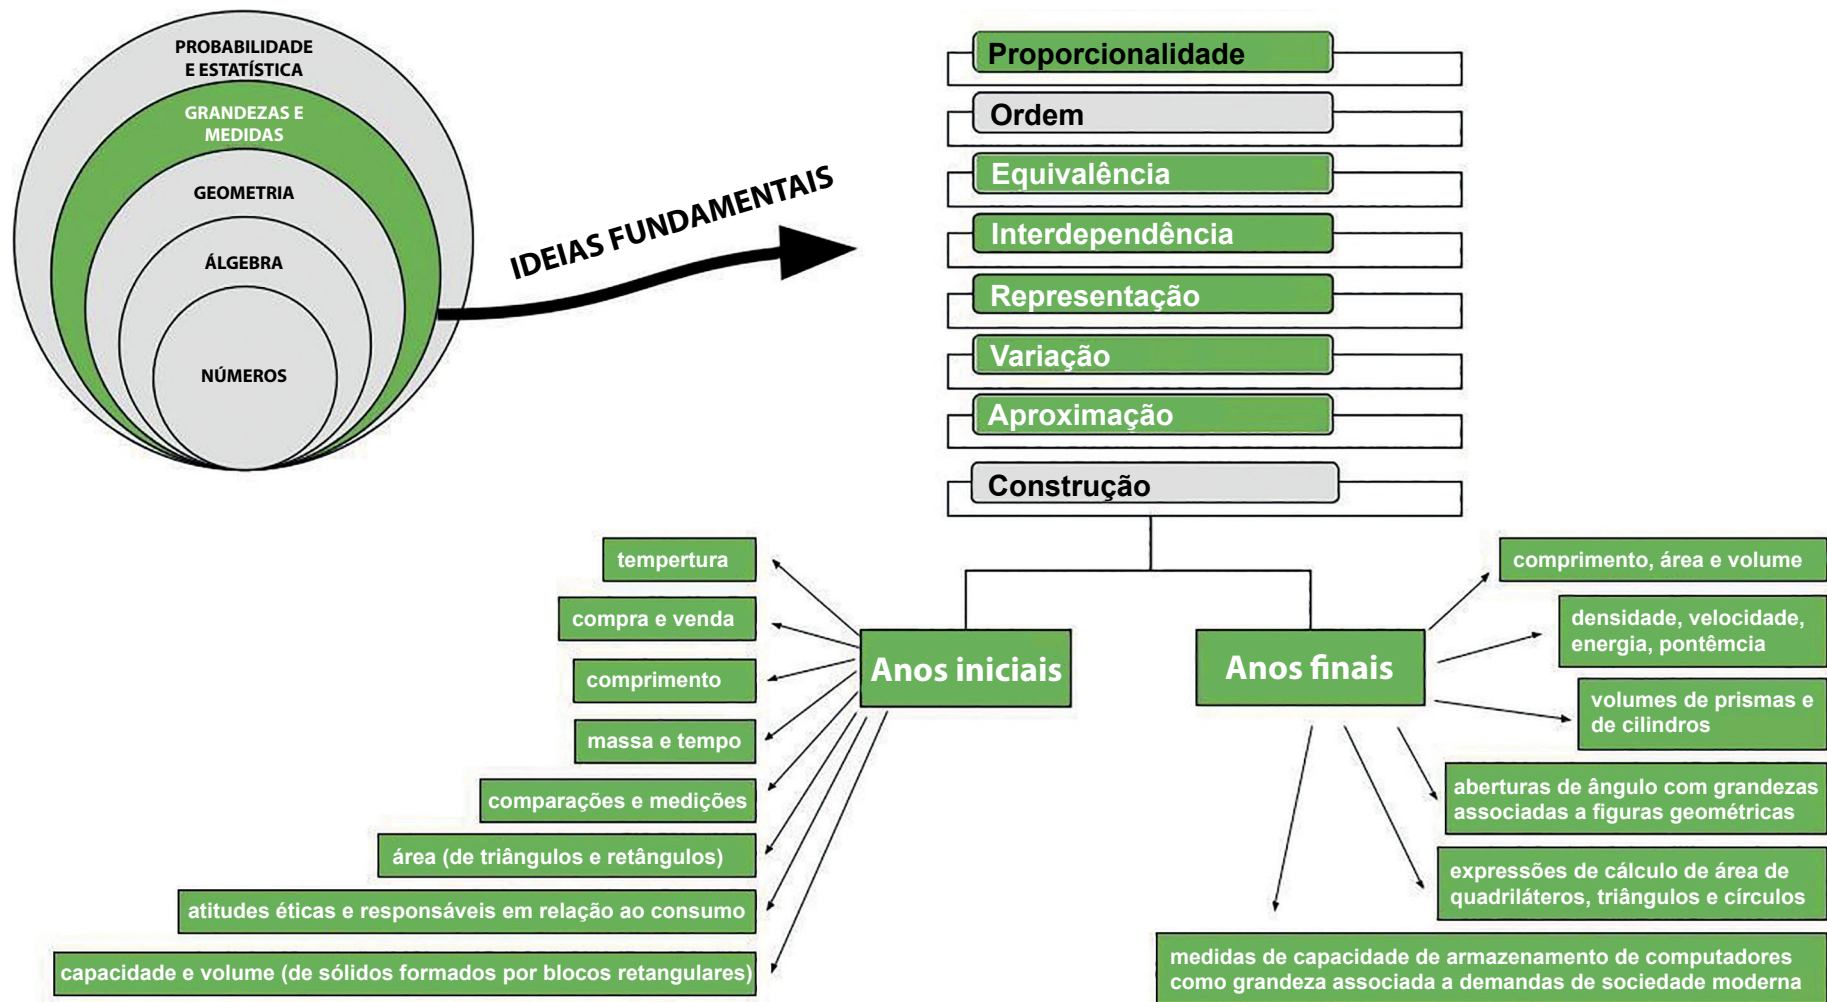 PROBABILIDADE
E ESTATÍSTICA
GRANDEZAS E
MEDIDAS
GEOMETRIA
ÁLGEBRA
NÚMEROS
IDEIAS FUNDAMENTAIS
Proporcionalidade
Ordem
Equivalência
Interdependência
Representação
Variação
Aproximação
Construção
Anos iniciais
tempertura
compra e venda
comprimento
massa e tempo
comparações e medições
área (de triângulos e retângulos)
atitudes éticas e responsáveis em relação ao consumo
capacidade e volume (de sólidos formados por blocos retangulares)
Anos finais
comprimento, área e volume
densidade, velocidade,
energia, pontêmcia
volumes de prismas e
de cilindros
aberturas de ângulo com grandezas
associadas a figuras geométricas
expressões de cálculo de área de
quadriláteros, triângulos e círculos
medidas de capacidade de armazenamento de computadores
como grandeza associada a demandas de sociedade moderna